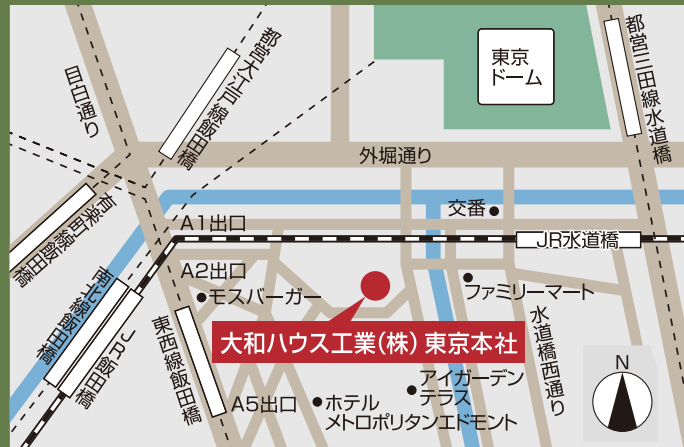 東京
ドーム
都営三田線水道橋
都営大江戸線飯田橋
目白通り
外堀通り
有楽町線飯田橋
A1出口
交番
JR水道橋
A2出口
モスバーガー
ファミリーマート
南北線飯田橋
JR飯田橋
東西線飯田橋
大和ハウス工業(株) 東京本社
水道橋西通り
アイガーデン
テラス
A5出口
ホテル
メトロポリタンエドモント
N